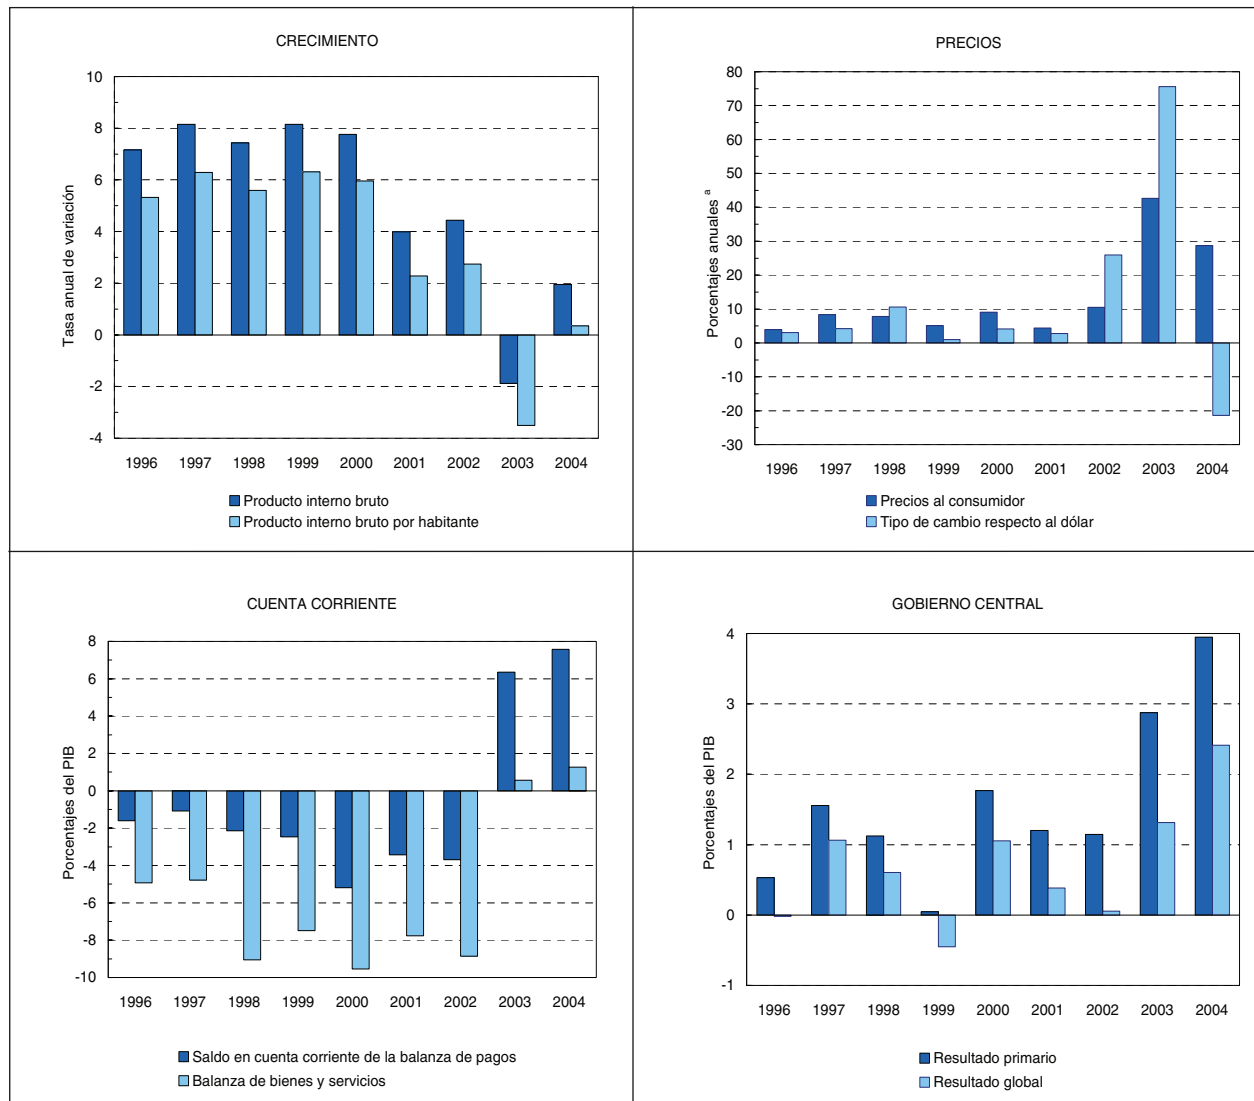 CRECIMIENTO
Tasa anual de variación
10
8
6
4
2
0
-2
-4
1996 1997 1998 1999 2000 2001 2002 2003 2004
Producto interno bruto
Producto interno bruto por habitante
PRECIOS
Porcentajes anuales a
80
70
60
50
40
30
20
10
0
-10
-20
-30
1996 1997 1998 1999 2000 2001 2002 2003 2004
Precios al consumidor
Tipo de cambio respecto al dólar
CUENTA CORRIENTE
Porcentajes del PIB
8
6
4
2
0
-2
-4
-6
-8
-10
1996 1997 1998 1999 2000 2001 2002 2003 2004
Saldo en cuenta corriente de la balanza de pagos
Balanza de bienes y servicios
GOBIERNO CENTRAL
Porcentajes del PIB
4
3
2
1
0
-1
1996 1997 1998 1999 2000 2001 2002 2003 2004
Resultado primario
Resultado global